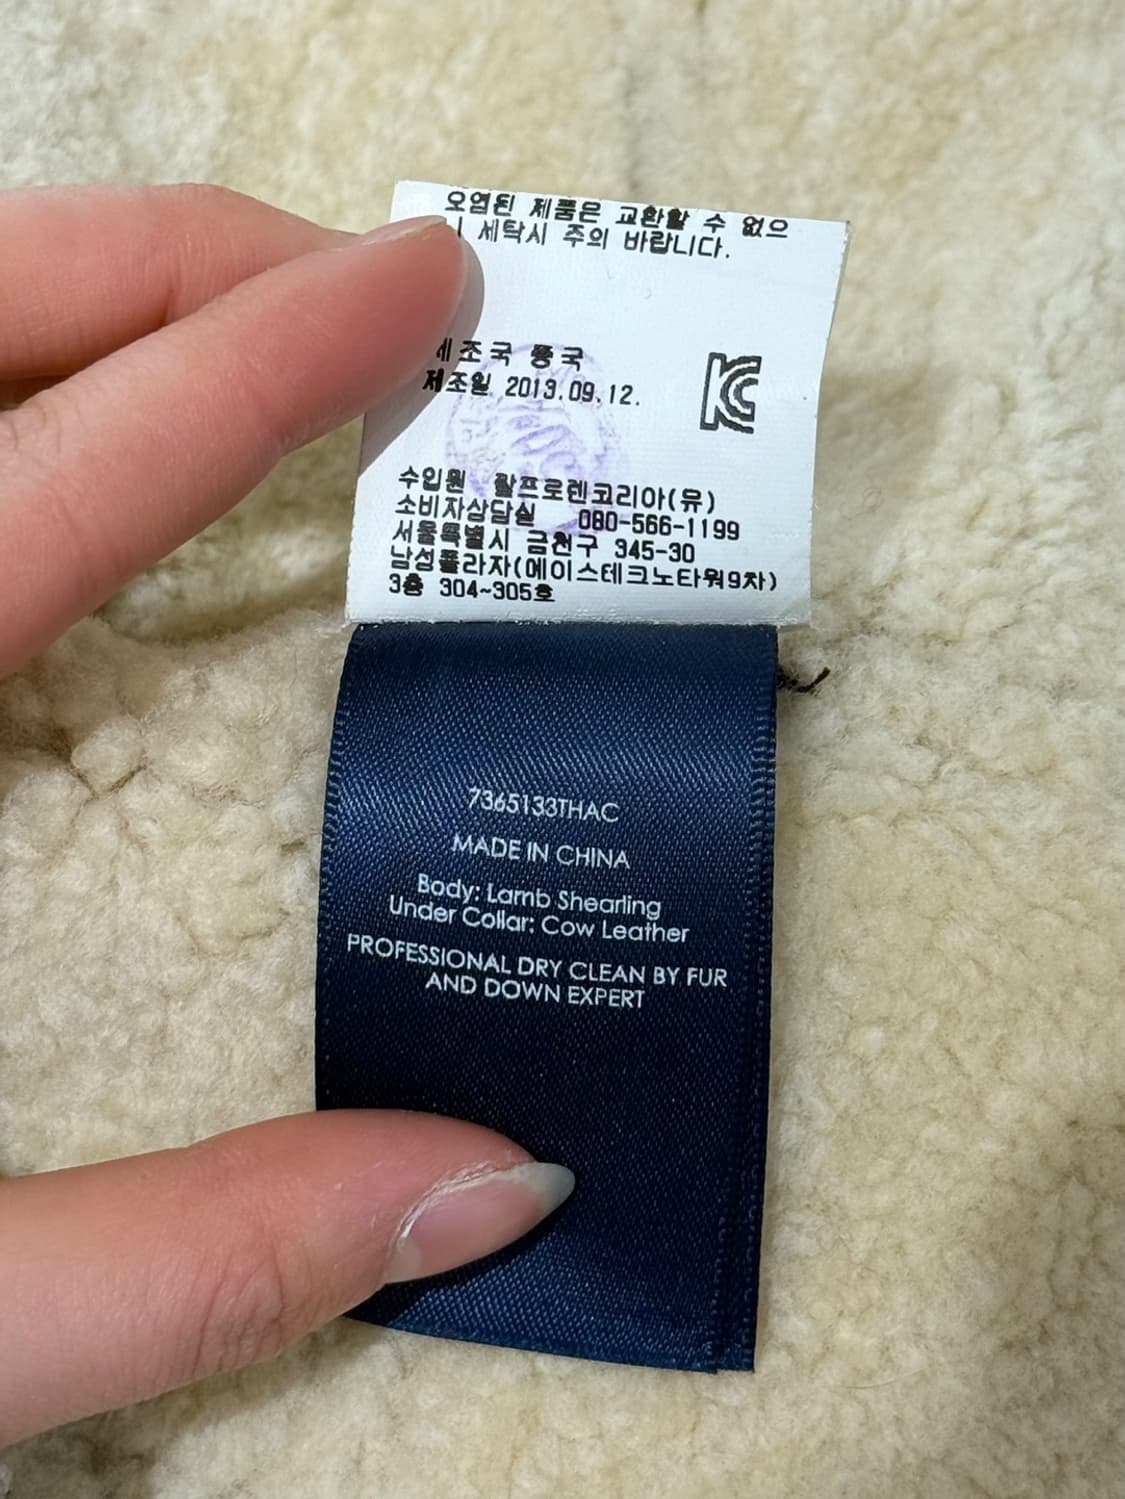 오염된 제품은 교환할 수 없으
세탁시 주의 바랍니다.
제조국 중국
제조일 2013.09.12.
KC
수입원 랄프로렌코리아(유)
소비자상담실 080-566-1199
서울특별시 금천구 345-30
남성플라자(에이스테크노타워9차)
3층 304~305호
7365133THAC
MADE IN CHINA
Body: Lamb Shearling
Under Collar: Cow Leather
PROFESSIONAL DRY CLEAN BY FUR
AND DOWN EXPERT